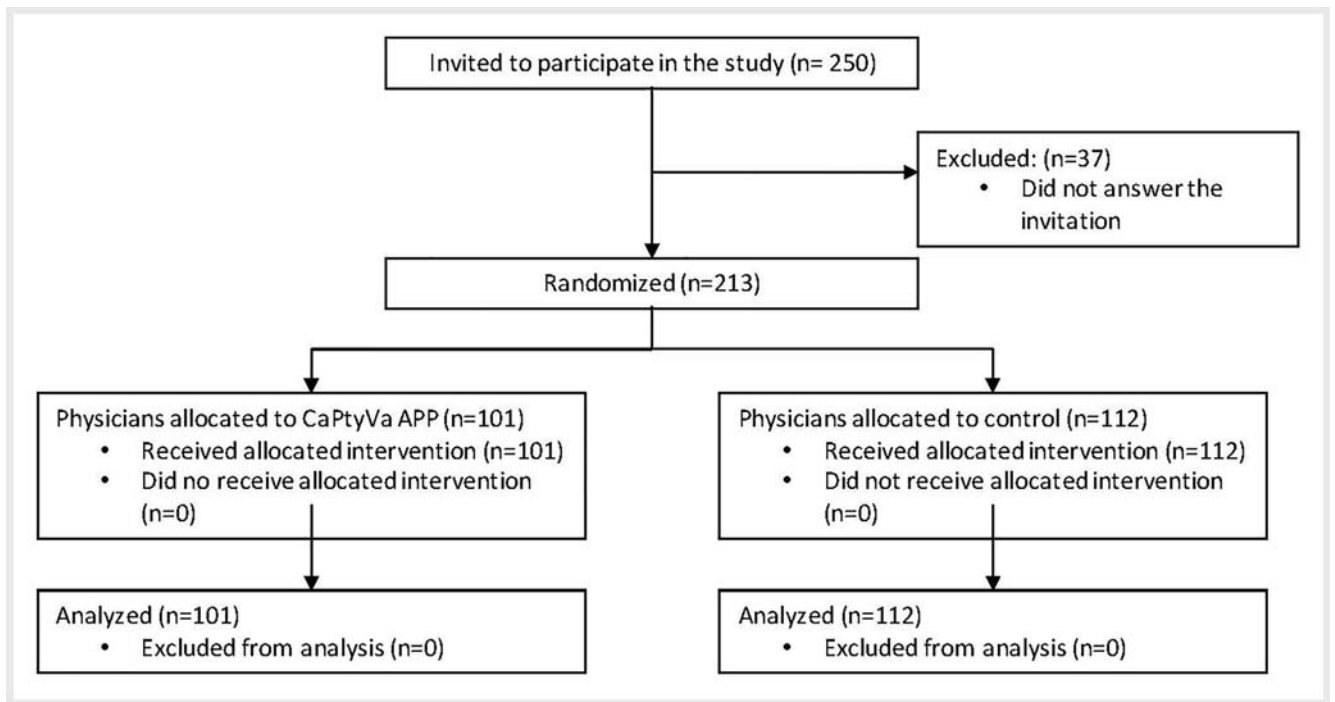 Invited to participate in the study (n= 250)
Excluded: (n=37)
• Did not answer the
invitation
Randomized (n=213)
Physicians allocated to CaPtyVa APP (n=101)
• Received allocated intervention (n=101)
• Did no receive allocated intervention
(n=0)
Physicians allocated to control (n=112)
• Received allocated intervention (n=112)
• Did not receive allocated intervention
(n=0)
Analyzed (n=101)
• Excluded from analysis (n=0)
Analyzed (n=112)
• Excluded from analysis (n=0)